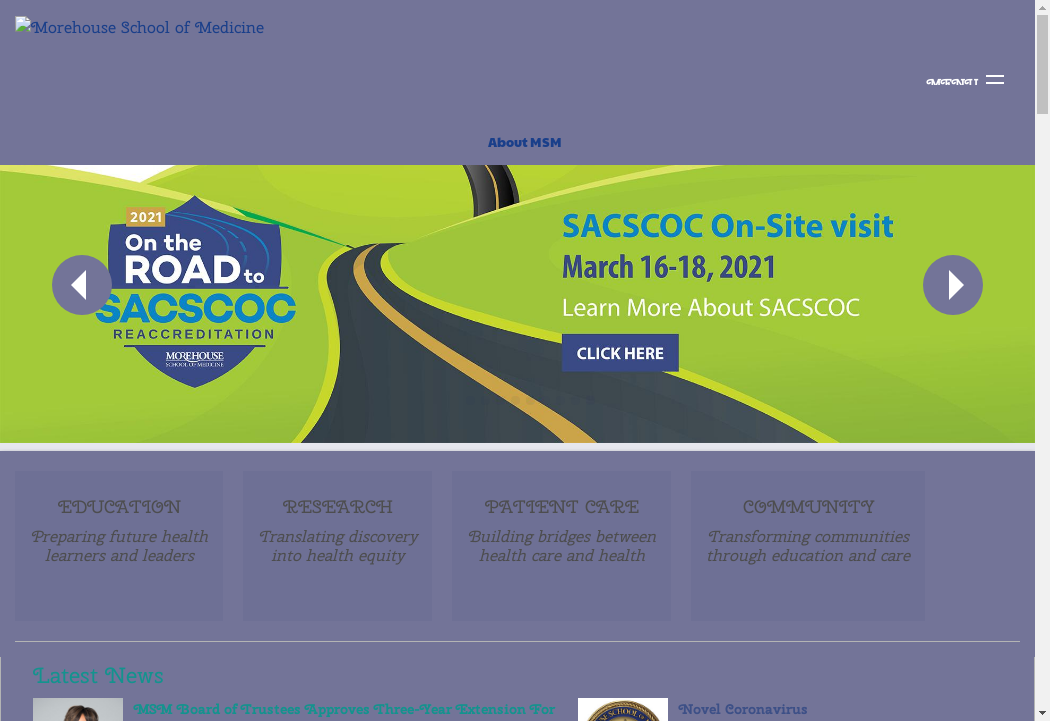 Morehouse School of Medicine
About MSM
2021
On the
ROAD to
SACSCOC
REACCREDITATION
MOREHOUSE
SCHOOL OF MEDICINE
SACSCOC On-Site visit
March 16-18, 2021
Learn More About SACSCOC
CLICK HERE
EDUCATION
Preparing future health
learners and leaders
RESEARCH
Translating discovery
into health equity
PATIENT CARE
Building bridges between
health care and health
COMMUNITY
Transforming communities
through education and care
Latest News
MSM Board of Trustees Approves Three-Year Extension For
Novel Coronavirus